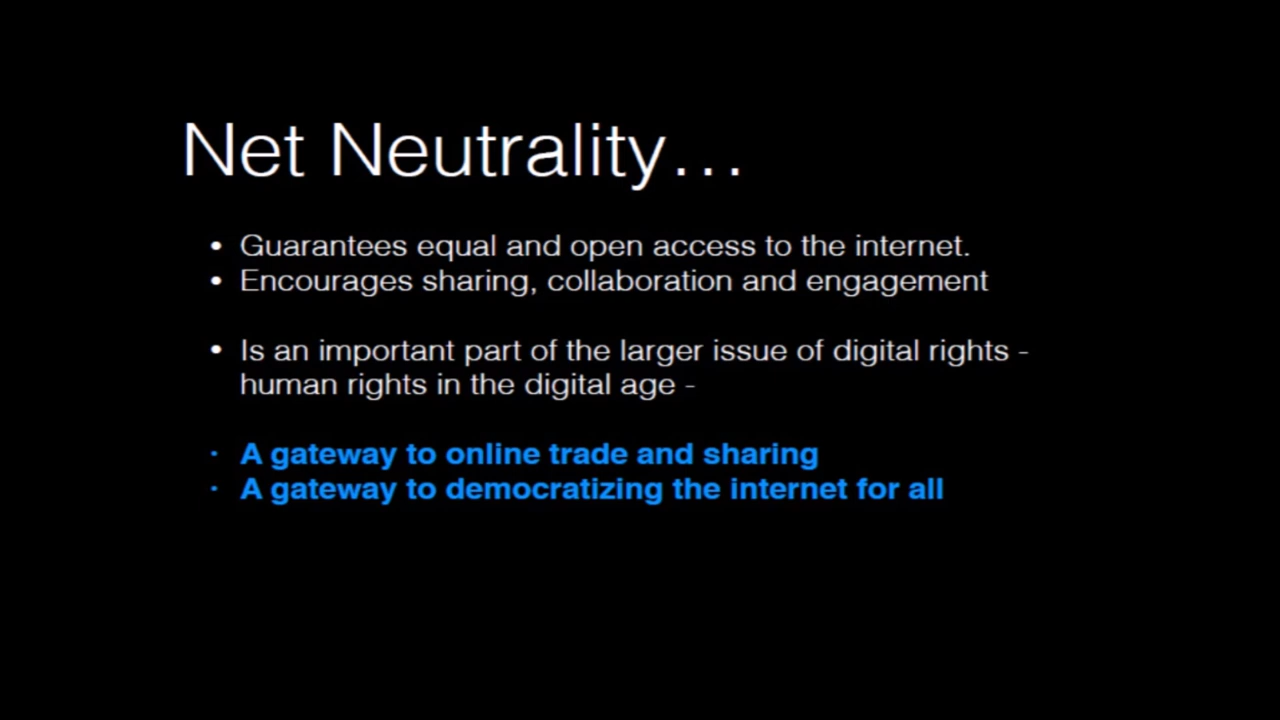 Net Neutrality…
• Guarantees equal and open access to the internet.
• Encourages sharing, collaboration and engagement
• Is an important part of the larger issue of digital rights -
human rights in the digital age -
· A gateway to online trade and sharing
· A gateway to democratizing the internet for all